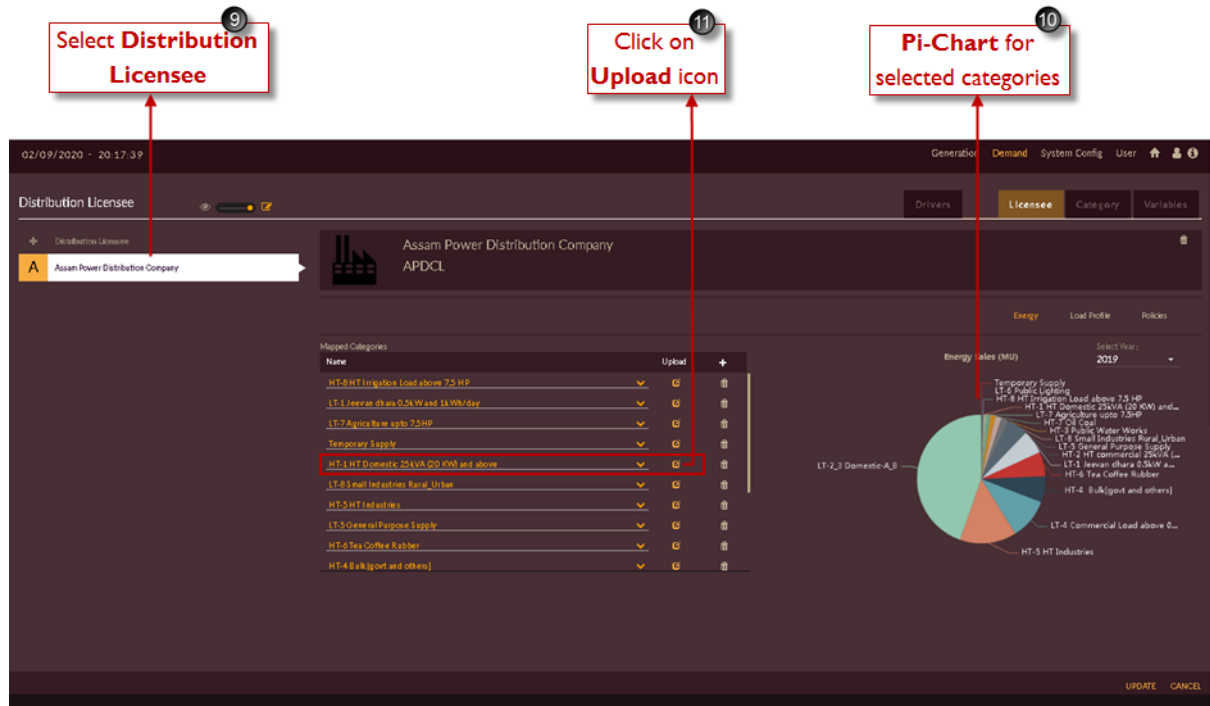 9
Select Distribution
Licensee
11
Click on
Upload icon
10
Pi-Chart for
selected categories
02/09/2020 - 20:17:39
Generation Demand System Config User
Distribution Licensee
Drivers Licensee Category Variables
Distribution Licensee
A Assam Power Distribution Company
Assam Power Distribution Company
APDCL
Energy Load Profile Policies
Mapped Categories
Name Upload
HT-8 HT Irrigation Load above 7.5 HP
LT-1 Jeevan dhara 0.5kW and 1kWh/day
LT-7 Agriculture upto 7.5HP
Temporary Supply
HT-1 HT Domestic 25kVA (20 KW) and above
LT-8 Small Industries Rural_Urban
HT-5 HT Industries
LT-5 General Purpose Supply
HT-6 Tea Coffee Rubber
HT-4 Bulk[govt and others]
Energy Sales (MU)
Select Year:
2019
Temporary Supply
LT-6 Public Lighting
HT-8 HT Irrigation Load above 7.5 HP
HT-1 HT Domestic 25kVA (20 KW) and...
LT-7 Agriculture upto 7.5HP
HT-7 Oil Coal
HT-3 Public Water Works
LT-8 Small Industries Rural_Urban
LT-5 General Purpose Supply
HT-2 HT commercial 25kVA (...
LT-1 Jeevan dhara 0.5kW a...
HT-6 Tea Coffee Rubber
HT-4 Bulk[govt and others]
LT-2_3 Domestic-A_B
LT-4 Commercial Load above 0...
HT-5 HT Industries
UPDATE CANCEL